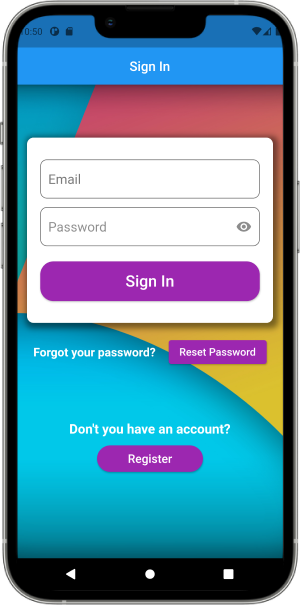 0:50
Sign In
Email
Password
Sign In
Forgot your password? Reset Password
Don't you have an account?
Register